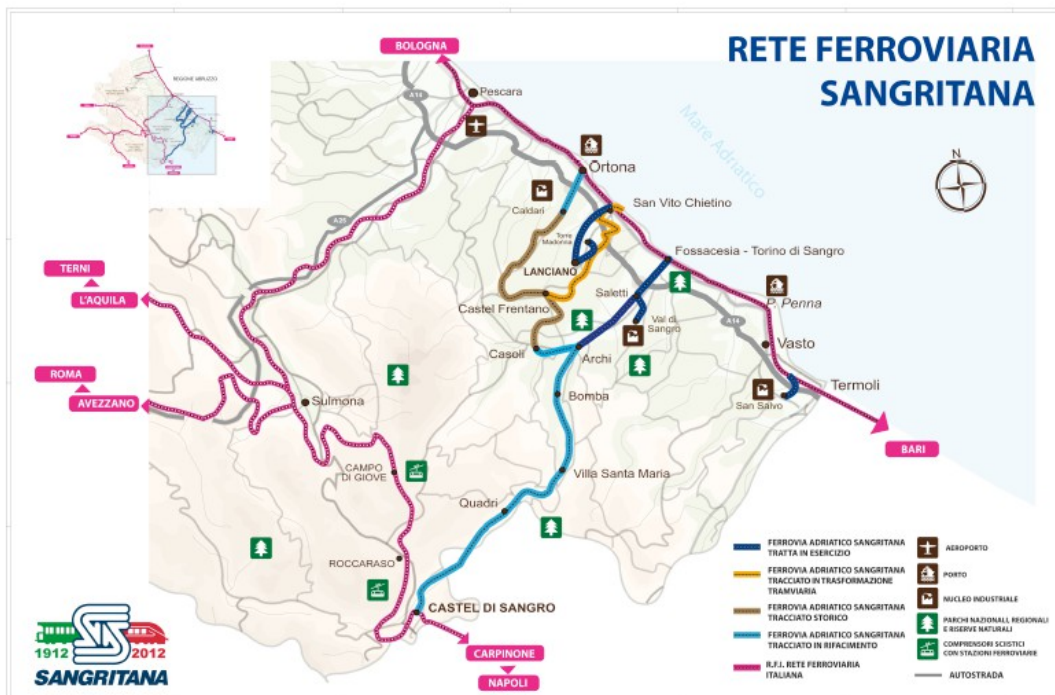 RETE FERROVIARIA
SANGRITANA
REGIONE ABRUZZO
BOLOGNA
Pescara
A14
Mare Adriatico
N
Ortona
Caldari
San Vito Chietino
Torre
Madonna
LANCIANO
Fossacesia - Torino di Sangro
A25
TERNI
L'AQUILA
Castel Frentano
Saletti
Val di
Sangro
P. Penna
A14
Casoli
Archi
Vasto
ROMA
AVEZZANO
Sulmona
Bomba
San Salvo
Termoli
BARI
CAMPO
DI GIOVE
Villa Santa Maria
Quadri
ROCCARASO
CASTEL DI SANGRO
CARPINONE
NAPOLI
FERROVIA ADRIATICO SANGRITANA
TRATTA IN ESERCIZIO
FERROVIA ADRIATICO SANGRITANA
TRACCIATO IN TRASFORMAZIONE
TRAMVIARIA
FERROVIA ADRIATICO SANGRITANA
TRACCIATO STORICO
FERROVIA ADRIATICO SANGRITANA
TRACCIATO IN RIFACIMENTO
R.F.I. RETE FERROVIARIA
ITALIANA
AEROPORTO
PORTO
NUCLEO INDUSTRIALE
PARCHI NAZIONALI, REGIONALI
E RISERVE NATURALI
COMPRENSORI SCIISTICI
CON STAZIONI FERROVIARIE
AUTOSTRADA
1912 2012
SANGRITANA